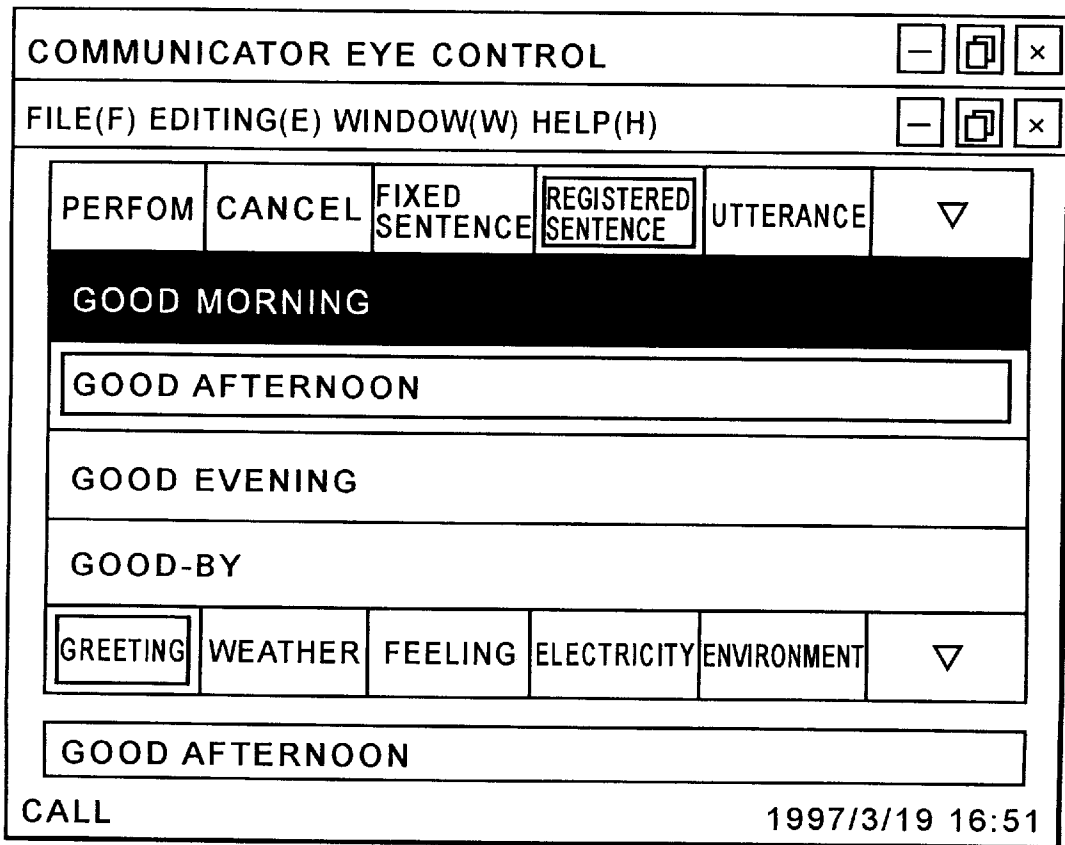 COMMUNICATOR EYE CONTROL
FILE(F) EDITING(E) WINDOW(W) HELP(H)
PERFOM CANCEL FIXED SENTENCE REGISTERED SENTENCE UTTERANCE
GOOD MORNING
GOOD AFTERNOON
GOOD EVENING
GOOD-BY
GREETING WEATHER FEELING ELECTRICITY ENVIRONMENT
GOOD AFTERNOON
CALL 1997/3/19 16:51